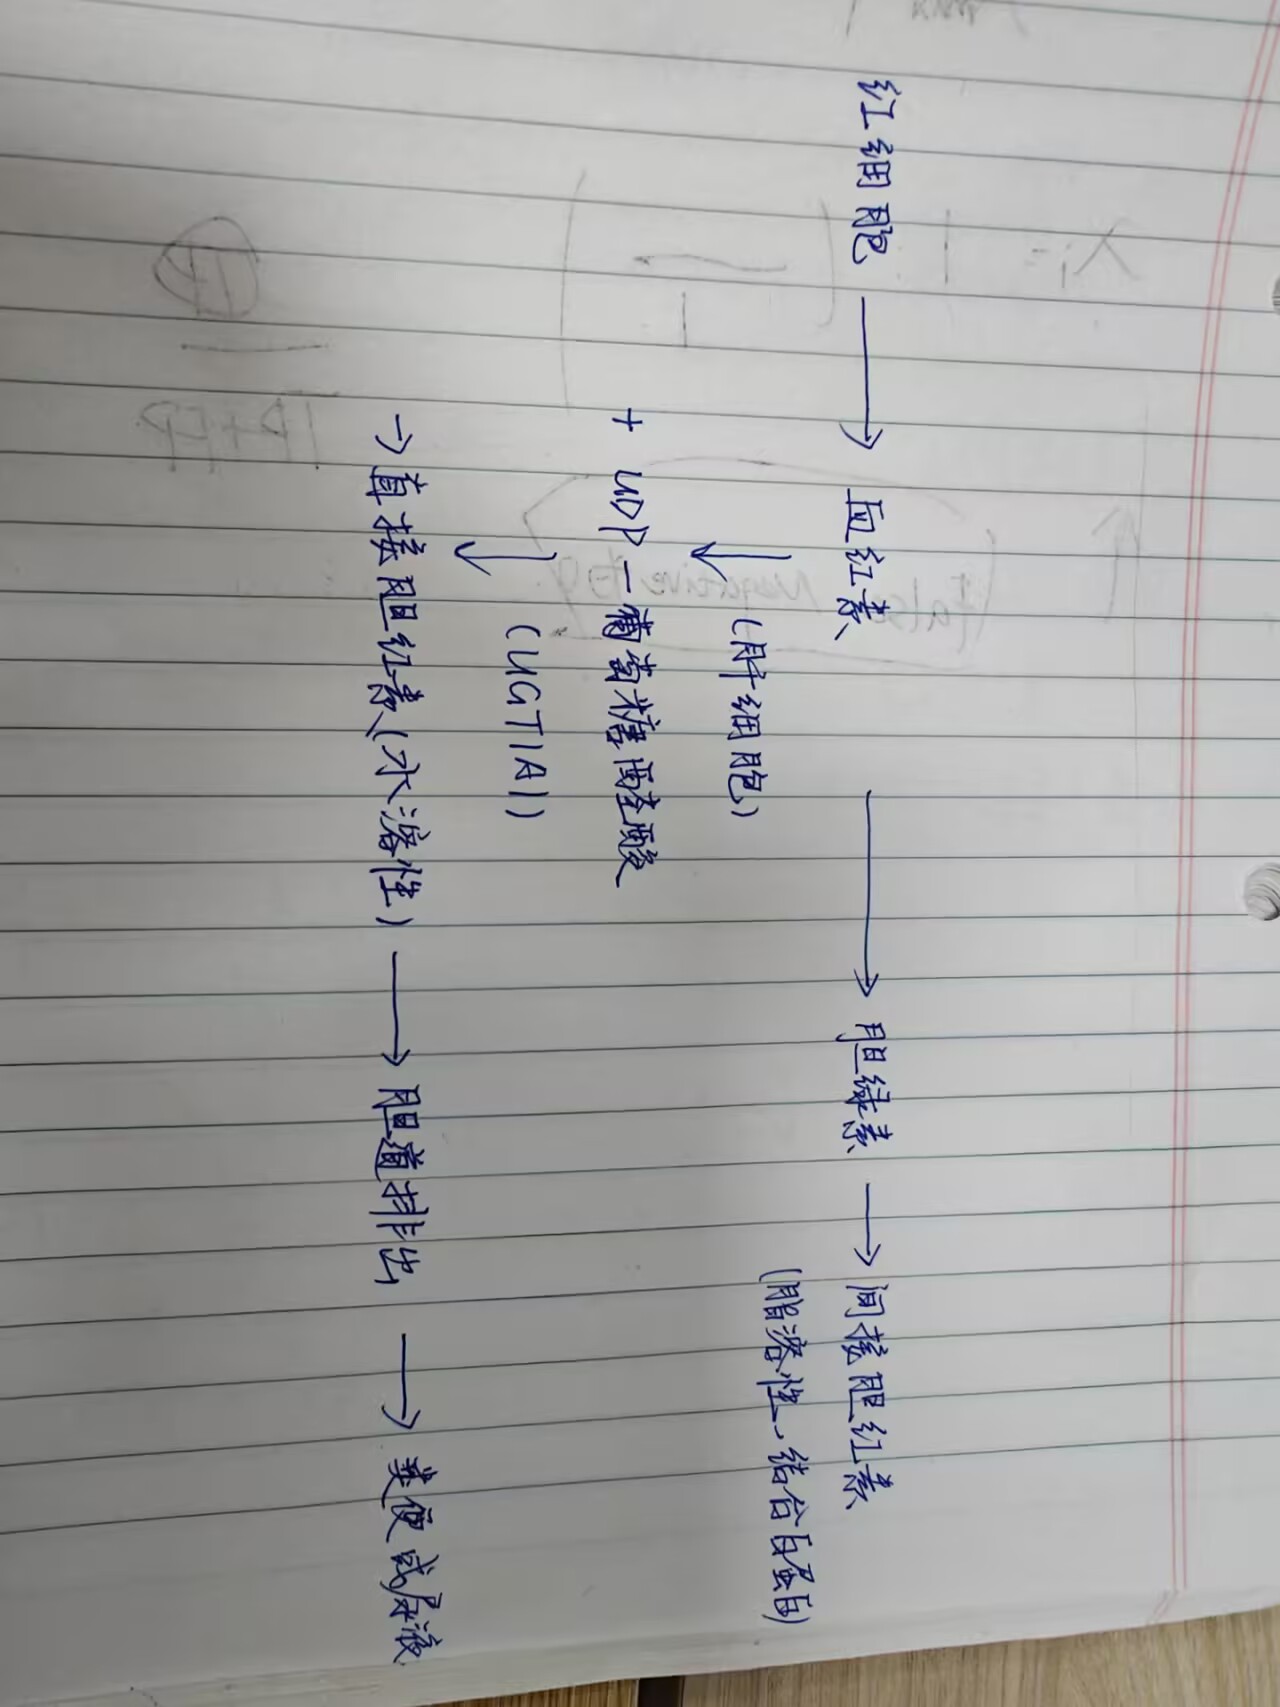 红细胞 → 血红素 → 胆绿素 → 间接胆红素
(脂溶性、结合白蛋白)
↓ (肝细胞)
+ UDP-葡萄糖醛酸
↓ (UGT1A1)
→ 直接胆红素(水溶性) → 胆道排出 → 粪便或尿液